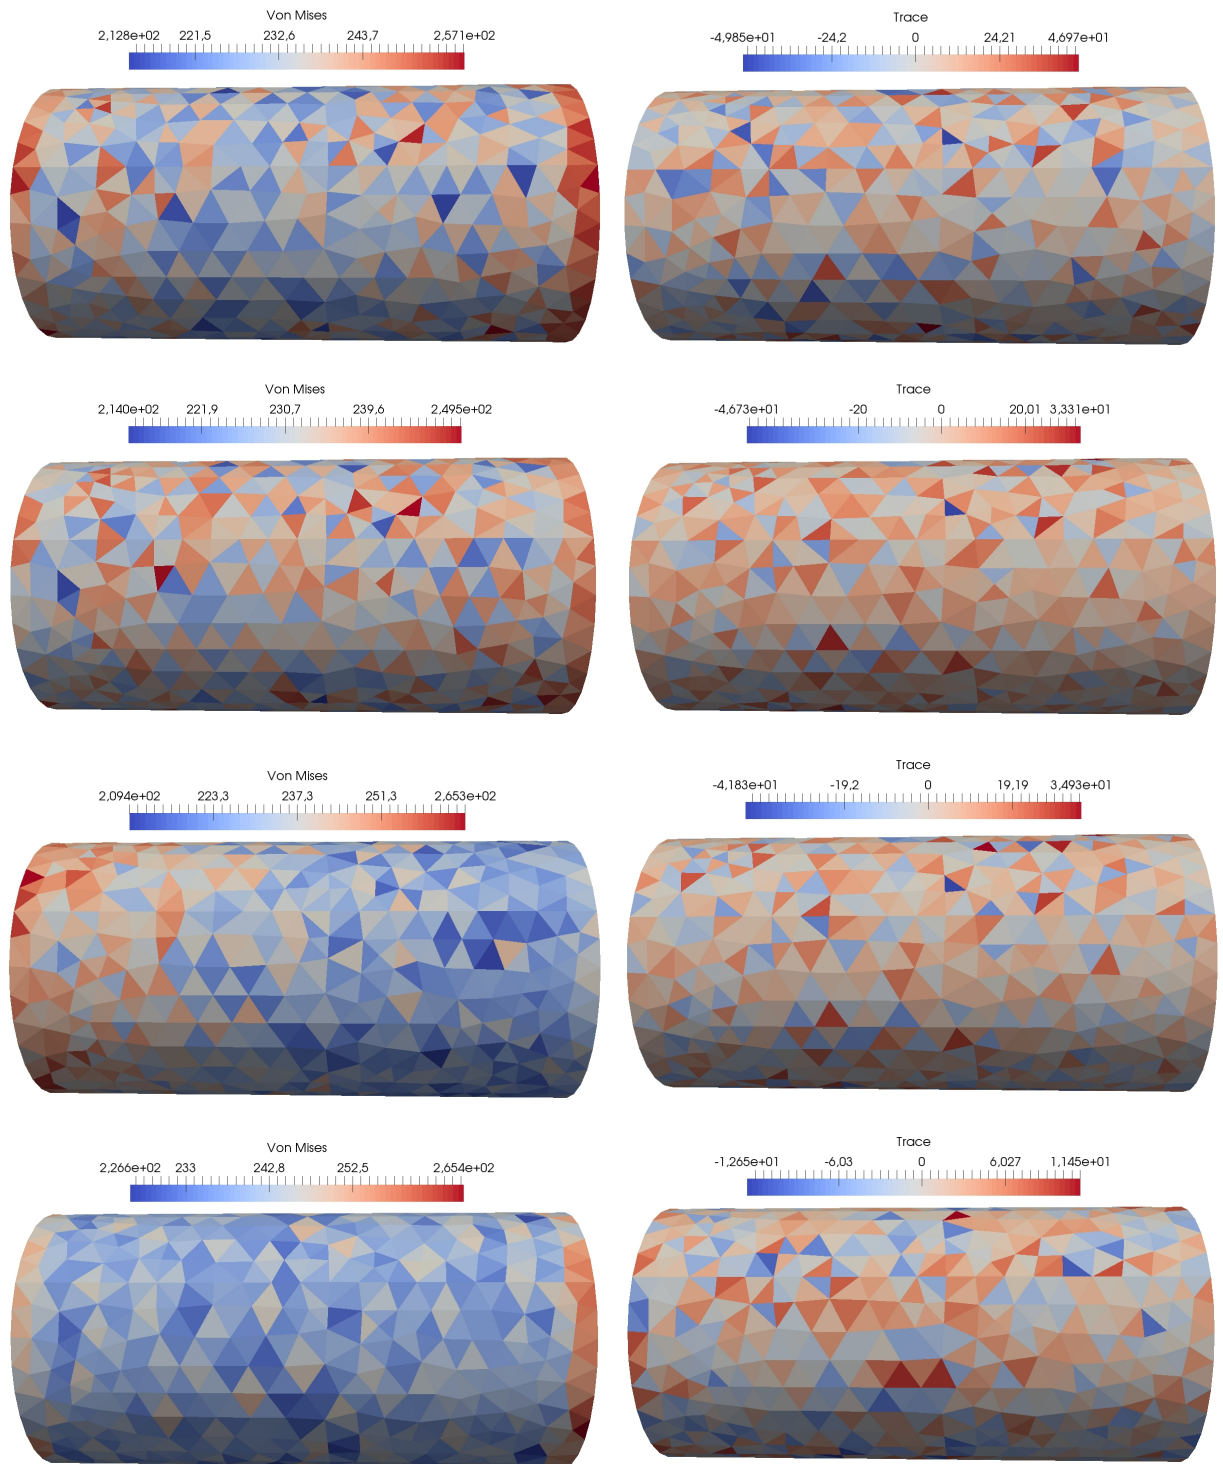 Von Mises
2,128e+02 221,5 232,6 243,7 2,571e+02
Trace
-4,985e+01 -24,2 0 24,21 4,697e+01
Von Mises
2,140e+02 221,9 230,7 239,6 2,495e+02
Trace
-4,673e+01 -20 0 20,01 3,331e+01
Von Mises
2,094e+02 223,3 237,3 251,3 2,653e+02
Trace
-4,183e+01 -19,2 0 19,19 3,493e+01
Von Mises
2,266e+02 233 242,8 252,5 2,654e+02
Trace
-1,265e+01 -6,03 0 6,027 1,145e+01